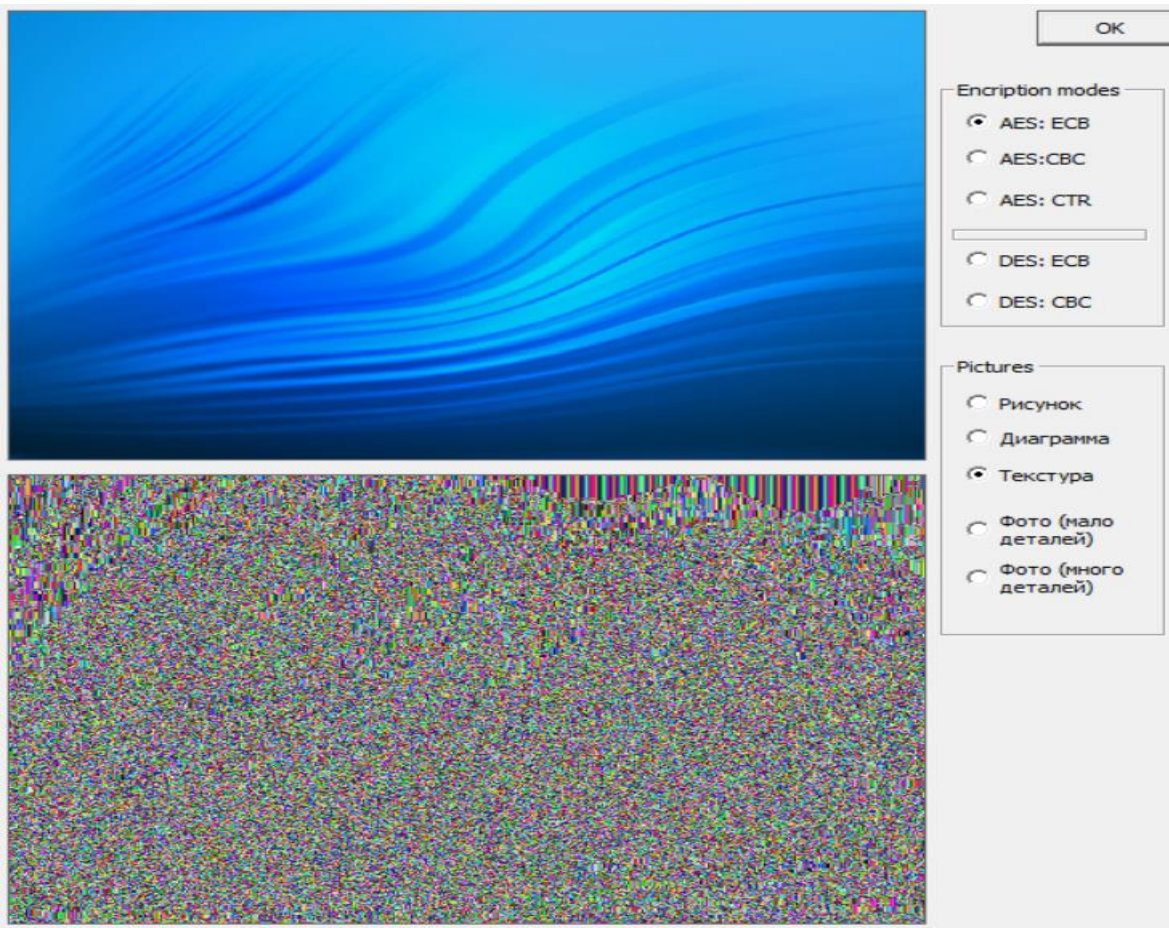 OK
Encription modes
AES: ECB
AES:CBC
AES: CTR
DES: ECB
DES: CBC
Pictures
Рисунок
Диаграмма
Текстура
Фото (мало
деталей)
Фото (много
деталей)